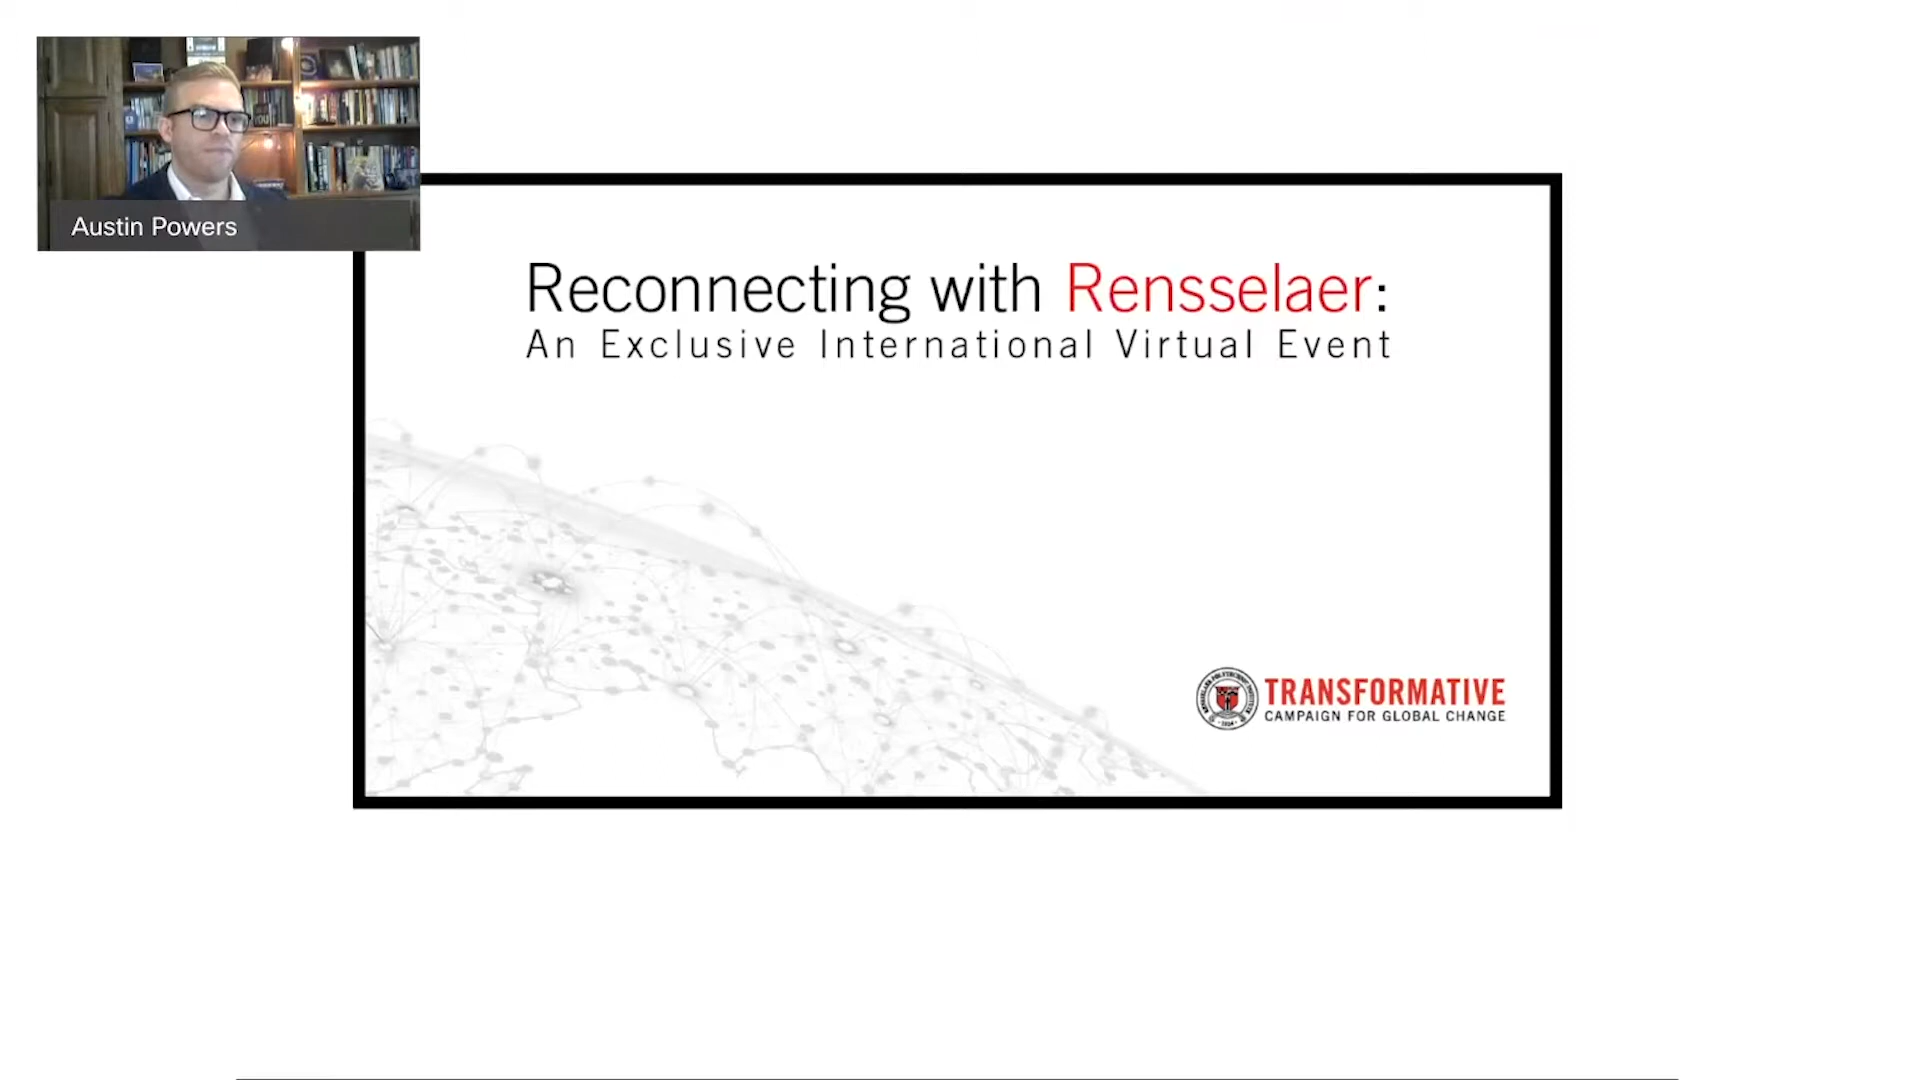 Austin Powers
Reconnecting with Rensselaer:
An Exclusive International Virtual Event
TRANSFORMATIVE
CAMPAIGN FOR GLOBAL CHANGE